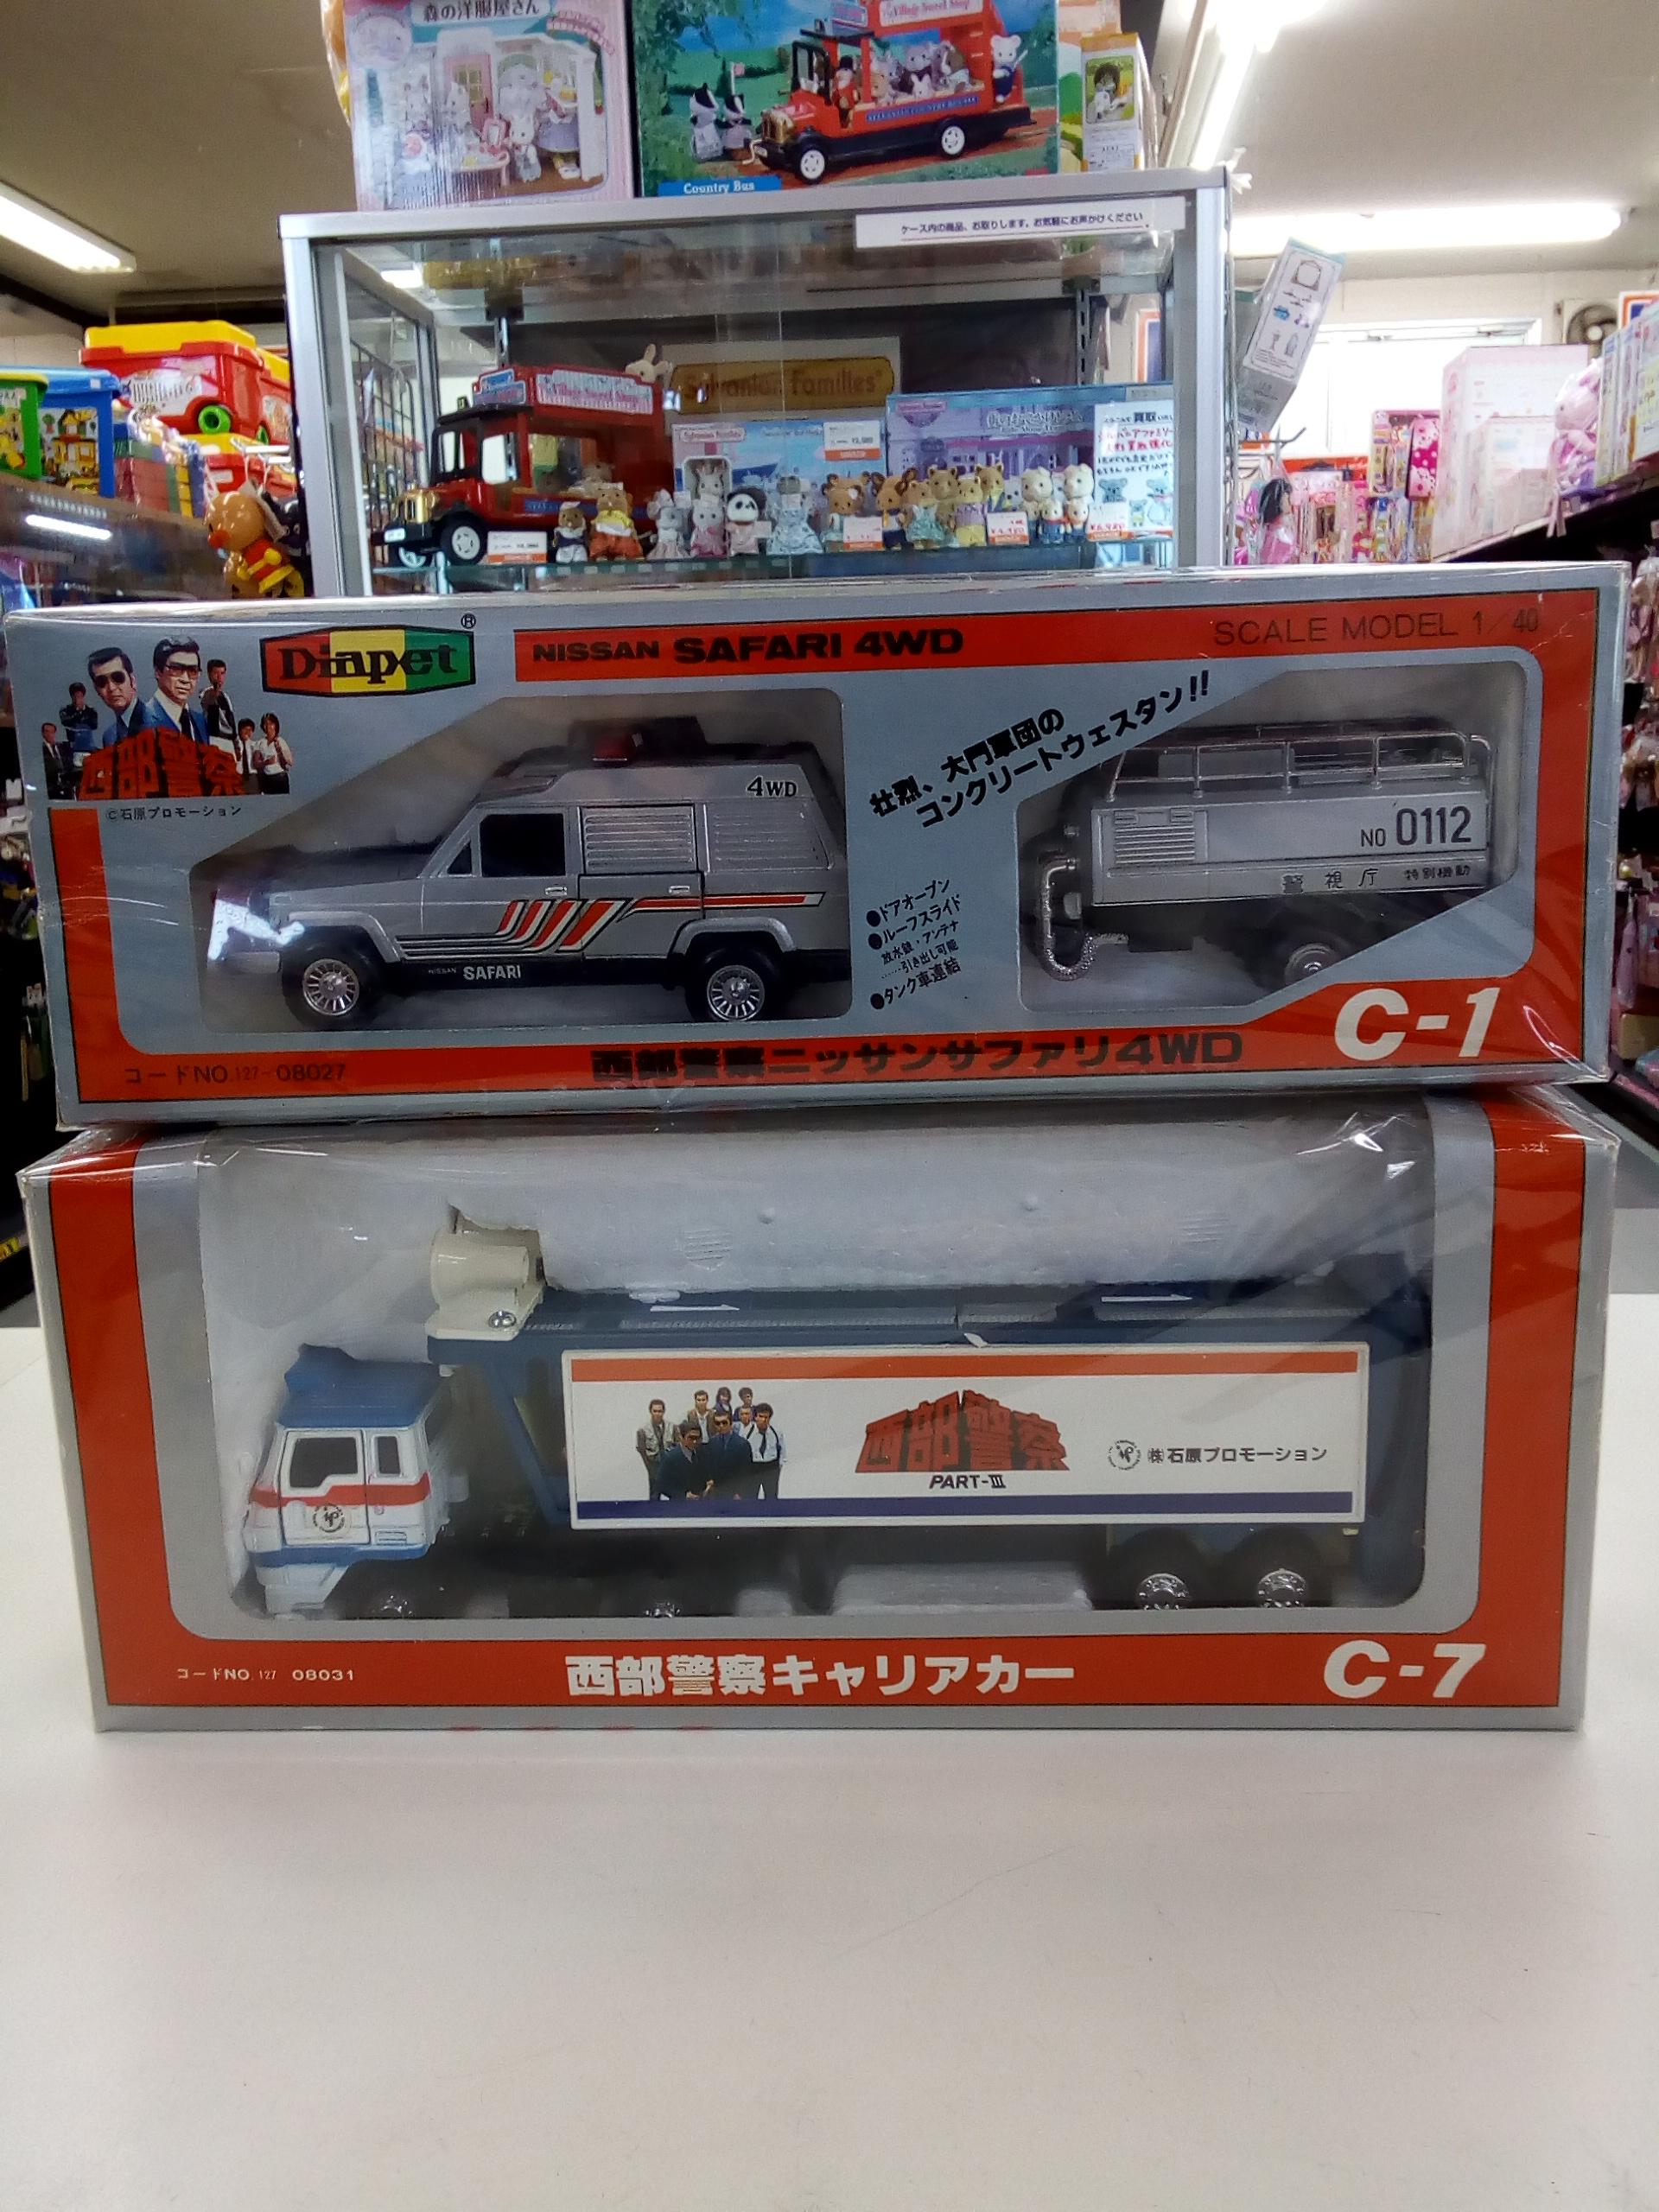 森の洋服屋さん
Village Sweet Shop
Country Bus
ケース内の商品、お取りします。お気軽にお声かけください
Sylvanian Families
買取
Diapet®
NISSAN SAFARI 4WD
SCALE MODEL 1/40
西部警察
©石原プロモーション
壮烈、大門軍団の
コンクリートウェスタン!!
4WD
NISSAN SAFARI
●ドアオープン
●ルーフスライド
放水銃・アンテナ
……引き出し可能
●タンク車連結
NO 0112
警視庁 特別機動
C-1
コードNO.127-08027
西部警察ニッサンサファリ4WD
西部警察
PART-III
㈱石原プロモーション
コードNO.127 08031
西部警察キャリアカー
C-7